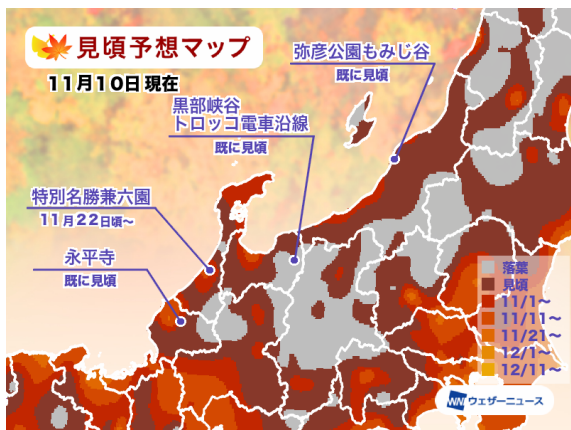 見頃予想マップ
11月10日 現在
弥彦公園もみじ谷
既に見頃
黒部峡谷
トロッコ電車沿線
既に見頃
特別名勝兼六園
11月22日頃〜
永平寺
既に見頃
落葉
見頃
11/1〜
11/11〜
11/21〜
12/1〜
12/11〜
WN ウェザーニュース